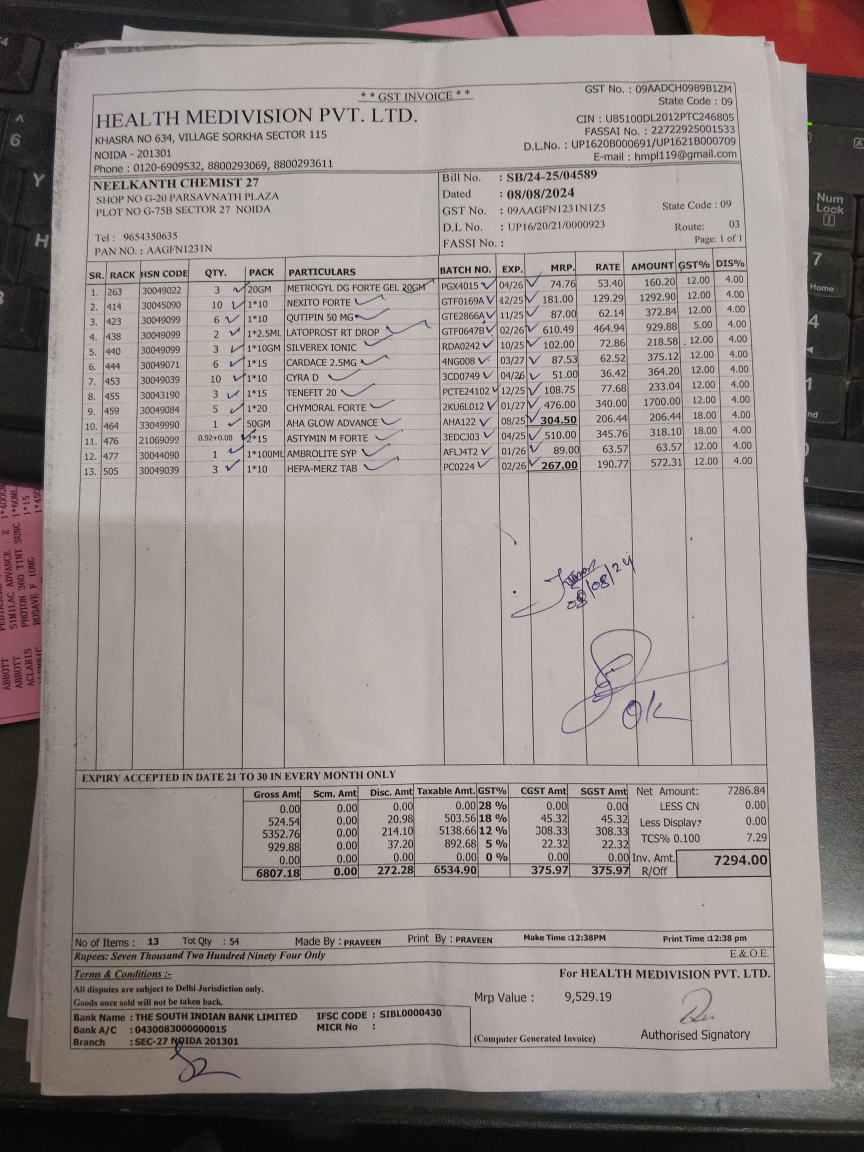 * * GST INVOICE * *
GST No. : 09AADCH0989B1ZM
State Code : 09
HEALTH MEDIVISION PVT. LTD.
CIN : U85100DL2012PTC246805
KHASRA NO 634, VILLAGE SORKHA SECTOR 115
FASSAI No. : 22722925001533
NOIDA - 201301
D.L.No. : UP1620B000691/UP1621B000709
Phone : 0120-6909532, 8800293069, 8800293611
E-mail : hmpl119@gmail.com
NEELKANTH CHEMIST 27
SHOP NO G-20 PARSAVNATH PLAZA
PLOT NO G-75B SECTOR 27 NOIDA
Tel : 9654350635
PAN NO. : AAGFN1231N
Bill No. : SB/24-25/04589
Dated : 08/08/2024
GST No. : 09AAGFN1231N1Z5 State Code : 09
D.L No. : UP16/20/21/0000923 Route: 03
FASSI No. : Page: 1 of 1
SR. RACK HSN CODE QTY. PACK PARTICULARS BATCH NO. EXP. MRP. RATE AMOUNT GST% DIS%
1. 263 30049022 3 20GM METROGYL DG FORTE GEL 20GM PGX4015 04/26 74.76 53.40 160.20 12.00 4.00
2. 414 30045090 10 1*10 NEXITO FORTE GTF0169A 12/25 181.00 129.29 1292.90 12.00 4.00
3. 423 30049099 6 1*10 QUTIPIN 50 MG GTE2866A 11/25 87.00 62.14 372.84 12.00 4.00
4. 438 30049099 2 1*2.5ML LATOPROST RT DROP GTF0647B 02/26 610.49 464.94 929.88 5.00 4.00
5. 440 30049099 3 1*10GM SILVEREX IONIC RDA0242 10/25 102.00 72.86 218.58 12.00 4.00
6. 444 30049071 6 1*15 CARDACE 2.5MG 4NG008 03/27 87.53 62.52 375.12 12.00 4.00
7. 453 30049039 10 1*10 CYRA D 3CD0749 04/26 51.00 36.42 364.20 12.00 4.00
8. 455 30043190 3 1*15 TENEFIT 20 PCTE24102 12/25 108.75 77.68 233.04 12.00 4.00
9. 459 30049084 5 1*20 CHYMORAL FORTE 2KU6L012 01/27 476.00 340.00 1700.00 12.00 4.00
10. 464 33049990 1 50GM AHA GLOW ADVANCE AHA122 08/25 304.50 206.44 206.44 18.00 4.00
11. 476 21069099 0.92+0.08 2*15 ASTYMIN M FORTE 3EDCJ03 04/25 510.00 345.76 318.10 18.00 4.00
12. 477 30044090 1 1*100ML AMBROLITE SYP AFLJ4T2 01/26 89.00 63.57 63.57 12.00 4.00
13. 505 30049039 3 1*10 HEPA-MERZ TAB PC0224 02/26 267.00 190.77 572.31 12.00 4.00
08/08/24
OK
EXPIRY ACCEPTED IN DATE 21 TO 30 IN EVERY MONTH ONLY
Gross Amt Scm. Amt Disc. Amt Taxable Amt. GST% CGST Amt SGST Amt
0.00 0.00 0.00 0.00 28 % 0.00 0.00
524.54 0.00 20.98 503.56 18 % 45.32 45.32
5352.76 0.00 214.10 5138.66 12 % 308.33 308.33
929.88 0.00 37.20 892.68 5 % 22.32 22.32
0.00 0.00 0.00 0.00 0 % 0.00 0.00
6807.18 0.00 272.28 6534.90 375.97 375.97
Net Amount: 7286.84
LESS CN 0.00
Less Display: 0.00
TCS% 0.100 7.29
Inv. Amt. 7294.00
R/Off
No of Items : 13 Tot Qty : 54 Made By : PRAVEEN Print By : PRAVEEN Make Time :12:38PM Print Time :12:38 pm
Rupees: Seven Thousand Two Hundred Ninety Four Only E.& O.E.
Terms & Conditions :-
All disputes are subject to Delhi Jurisdiction only.
Goods once sold will not be taken back.
Bank Name : THE SOUTH INDIAN BANK LIMITED IFSC CODE : SIBL0000430
Bank A/C : 0430083000000015 MICR No :
Branch : SEC-27 NOIDA 201301
For HEALTH MEDIVISION PVT. LTD.
Mrp Value : 9,529.19
(Computer Generated Invoice) Authorised Signatory
ABBOTT
ABBOTT SIMILAC ADVANCE : 2
ACLARIS PHOTON 360 TINT SUNC
ROSAVE F 10MG
6
Y
H
Num
Lock
7
Home
4
1
nd
0